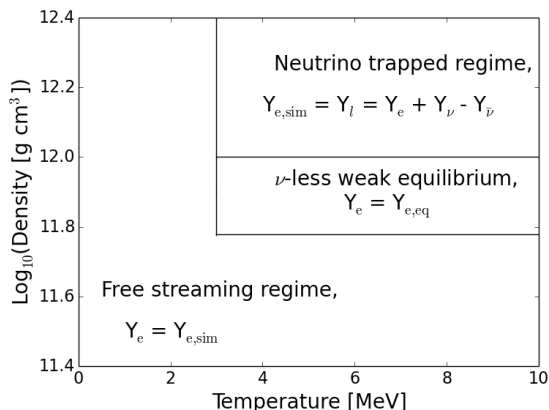 Log₁₀(Density [g cm³])
12.4
12.2
12.0
11.8
11.6
11.4
Neutrino trapped regime,
Yₑ,sim = Yₗ = Yₑ + Y_ν - Y_ν̄
ν-less weak equilibrium,
Yₑ = Yₑ,eq
Free streaming regime,
Yₑ = Yₑ,sim
0 2 4 6 8 10
Temperature [MeV]